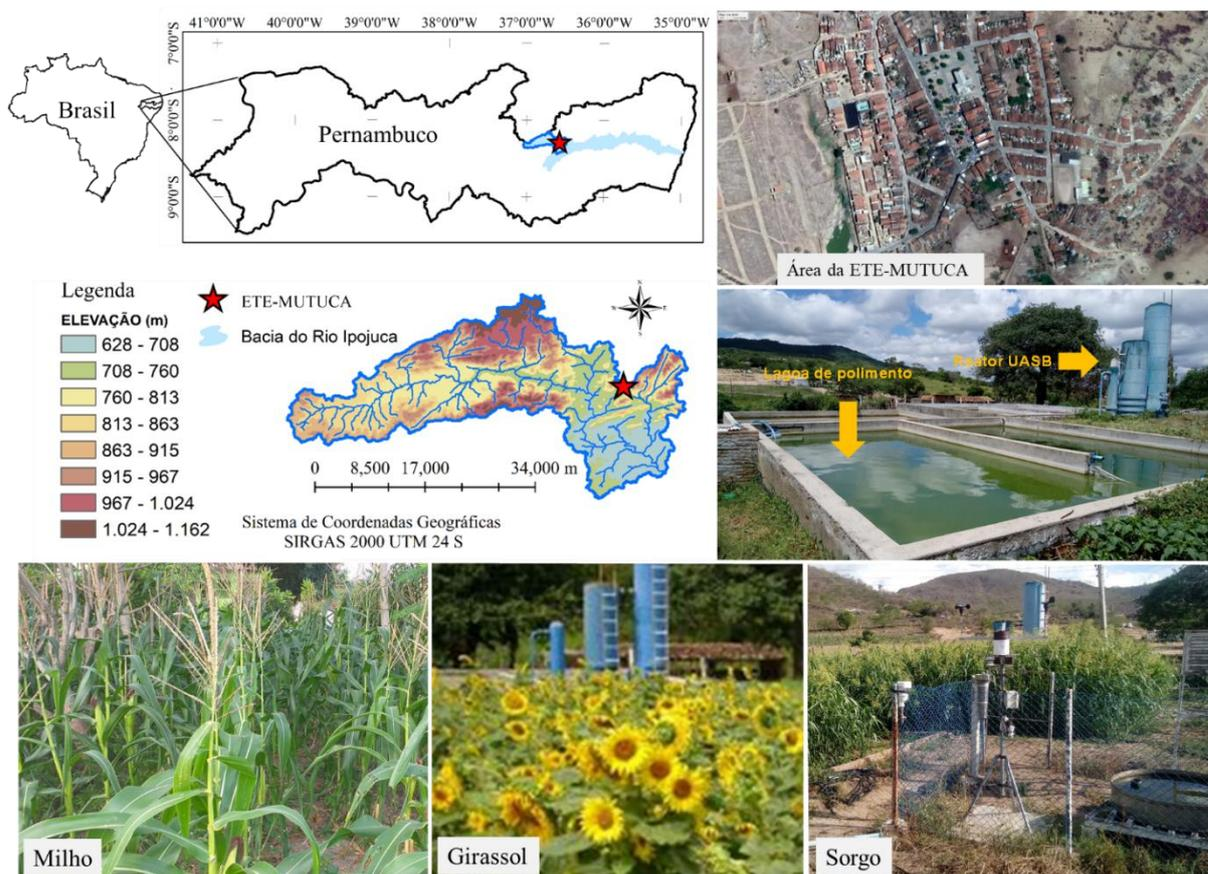 41°0'0"W 40°0'0"W 39°0'0"W 38°0'0"W 37°0'0"W 36°0'0"W 35°0'0"W
7°0'0"S
8°0'0"S
9°0'0"S
Brasil
Pernambuco
Área da ETE-MUTUCA
Legenda
ELEVAÇÃO (m)
628 - 708
708 - 760
760 - 813
813 - 863
863 - 915
915 - 967
967 - 1.024
1.024 - 1.162
ETE-MUTUCA
Bacia do Rio Ipojuca
0 8,500 17,000 34,000 m
Sistema de Coordenadas Geográficas
SIRGAS 2000 UTM 24 S
Reator UASB
Lagoa de polimento
Milho
Girassol
Sorgo